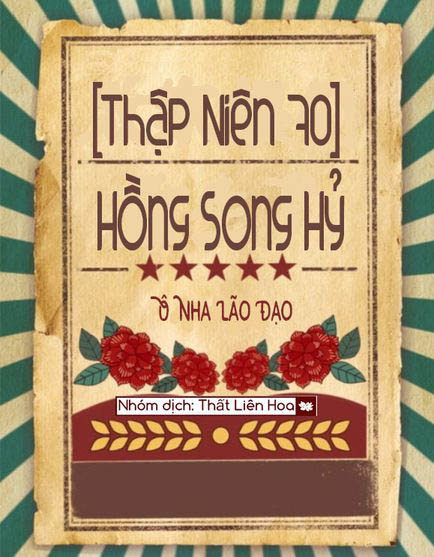 [Thập Niên 70]
Hồng Song Hỷ
Ô Nha Lão Đạo
Nhóm dịch: Thất Liên Hoa